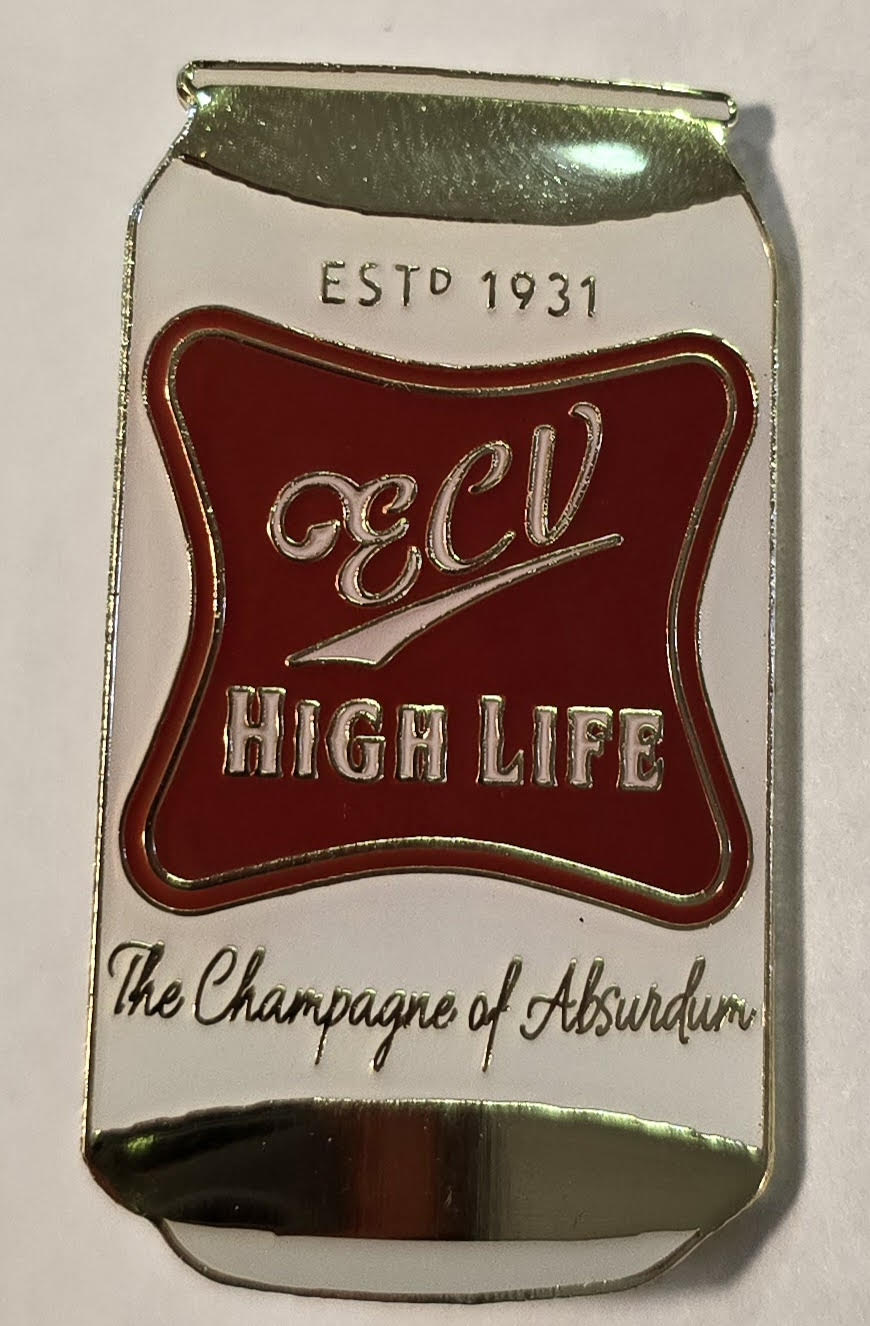 ESTD 1931
ECV
HIGH LIFE
The Champagne of Absurdum